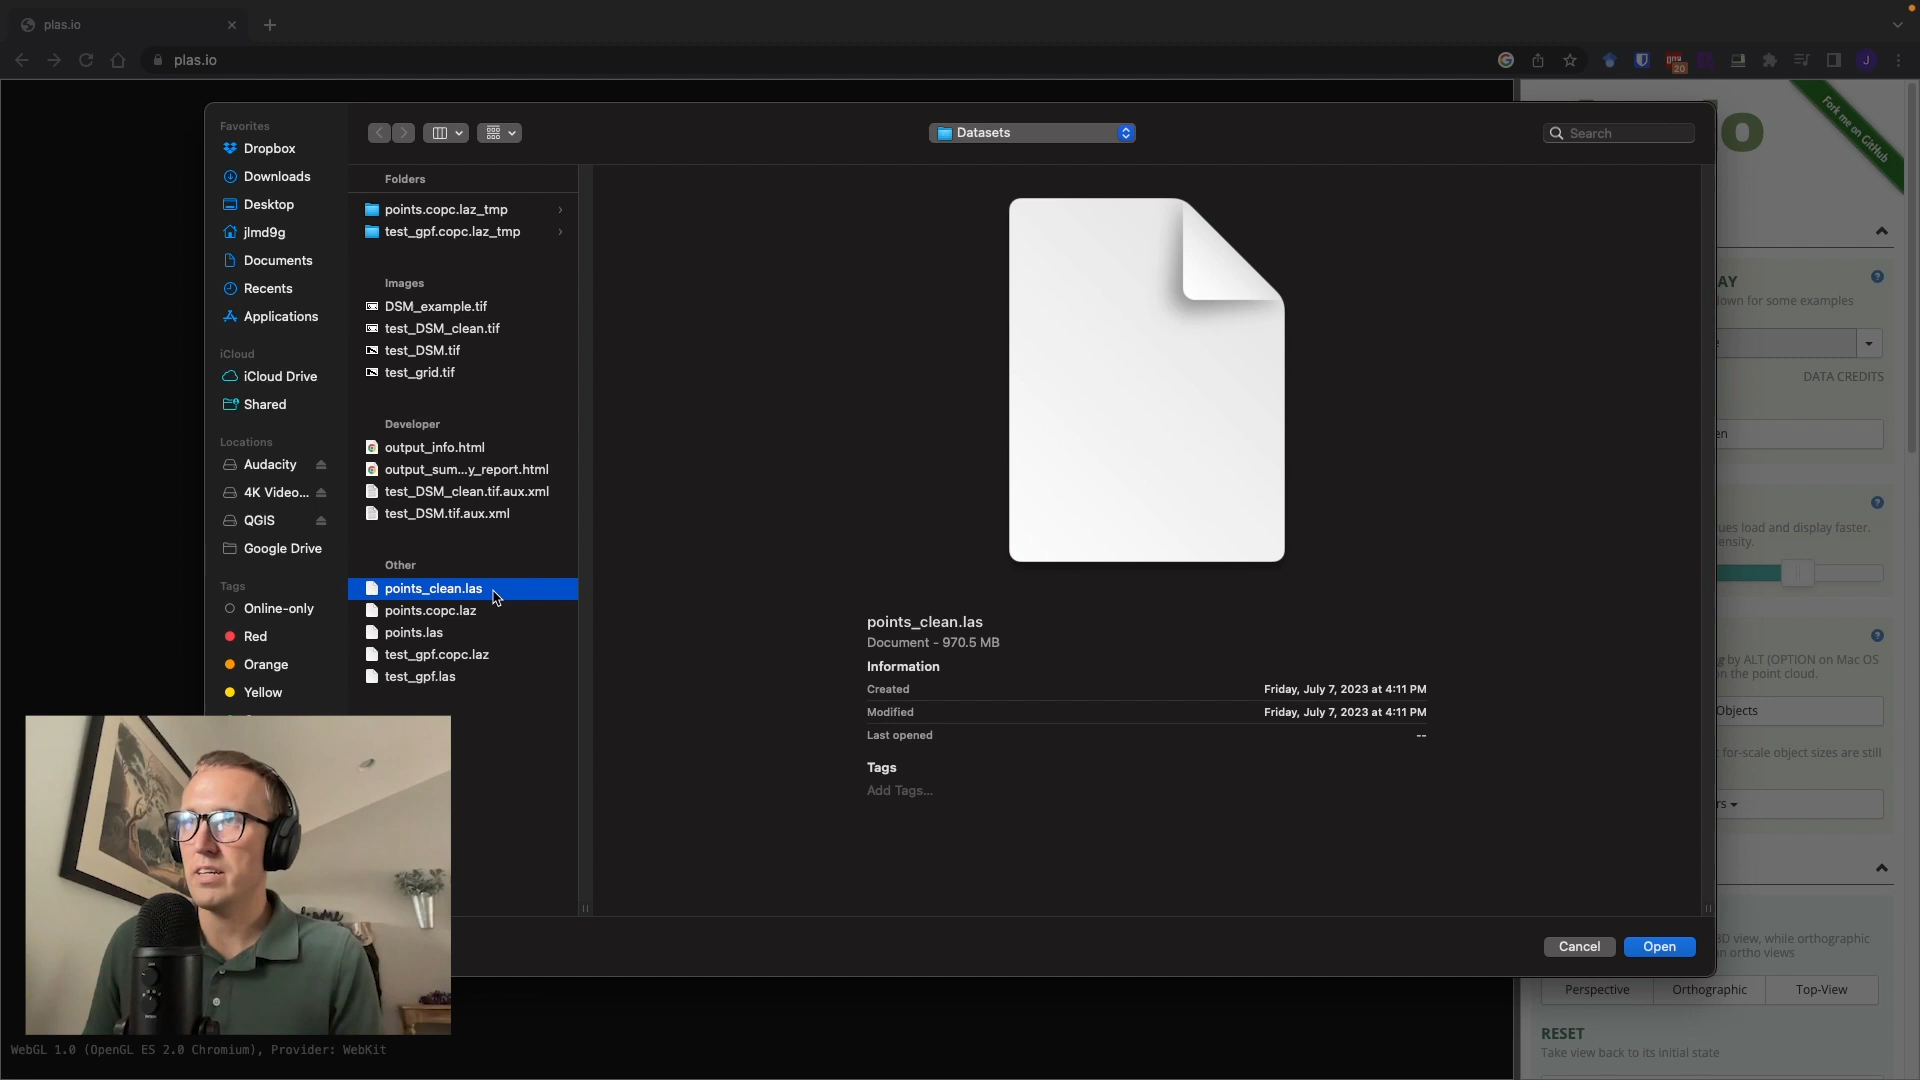 plas.io
plas.io
20
J
Favorites
Dropbox
Downloads
Desktop
jlmd9g
Documents
Recents
Applications
iCloud
iCloud Drive
Shared
Locations
Audacity
4K Video...
QGIS
Google Drive
Tags
Online-only
Red
Orange
Yellow
Datasets
Search
Folders
points.copc.laz_tmp
test_gpf.copc.laz_tmp
Images
DSM_example.tif
test_DSM_clean.tif
test_DSM.tif
test_grid.tif
Developer
output_info.html
output_sum...y_report.html
test_DSM_clean.tif.aux.xml
test_DSM.tif.aux.xml
Other
points_clean.las
points.copc.laz
points.las
test_gpf.copc.laz
test_gpf.las
points_clean.las
Document - 970.5 MB
Information
Created Friday, July 7, 2023 at 4:11 PM
Modified Friday, July 7, 2023 at 4:11 PM
Last opened --
Tags
Add Tags...
Cancel
Open
o
Fork me on GitHub
AY
down for some examples
DATA CREDITS
en
ues load and display faster.
ensity.
g by ALT (OPTION on Mac OS
n the point cloud.
Objects
for-scale object sizes are still
rs
3D view, while orthographic
n ortho views
Perspective
Orthographic
Top-View
RESET
Take view back to its initial state
WebGL 1.0 (OpenGL ES 2.0 Chromium), Provider: WebKit